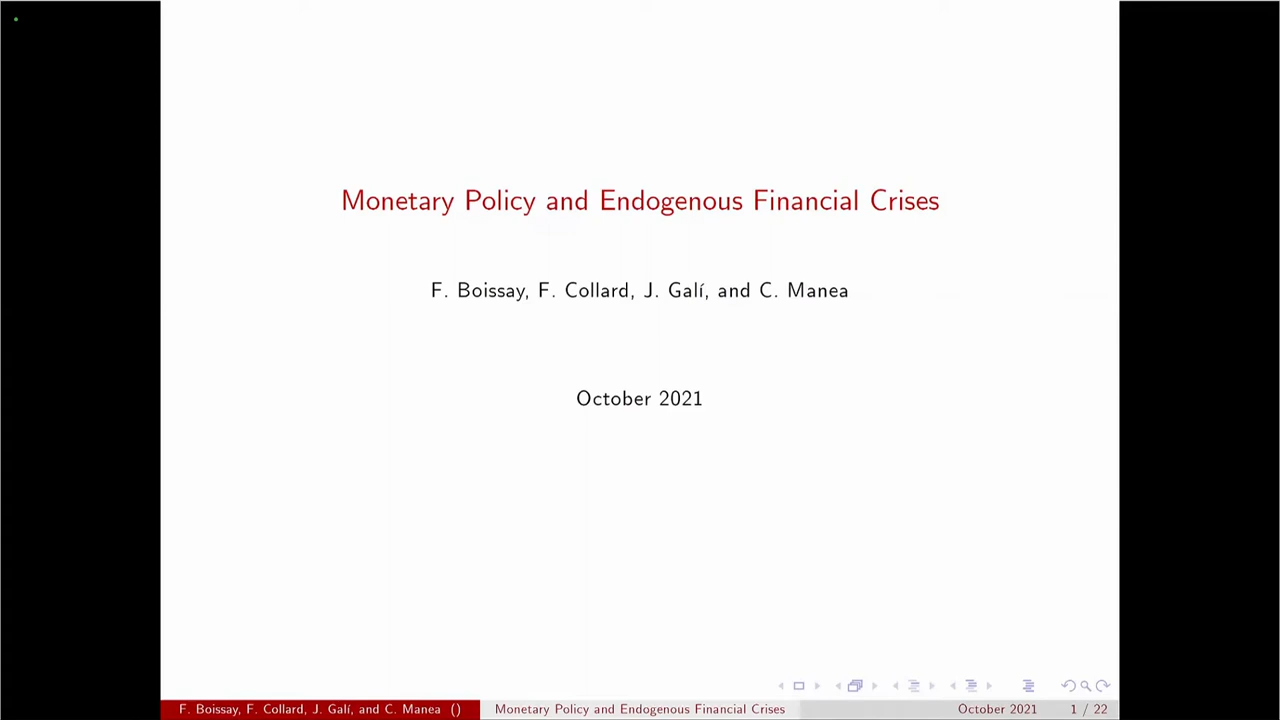 Monetary Policy and Endogenous Financial Crises
F. Boissay, F. Collard, J. Galí, and C. Manea
October 2021
F. Boissay, F. Collard, J. Galí, and C. Manea () Monetary Policy and Endogenous Financial Crises October 2021 1 / 22